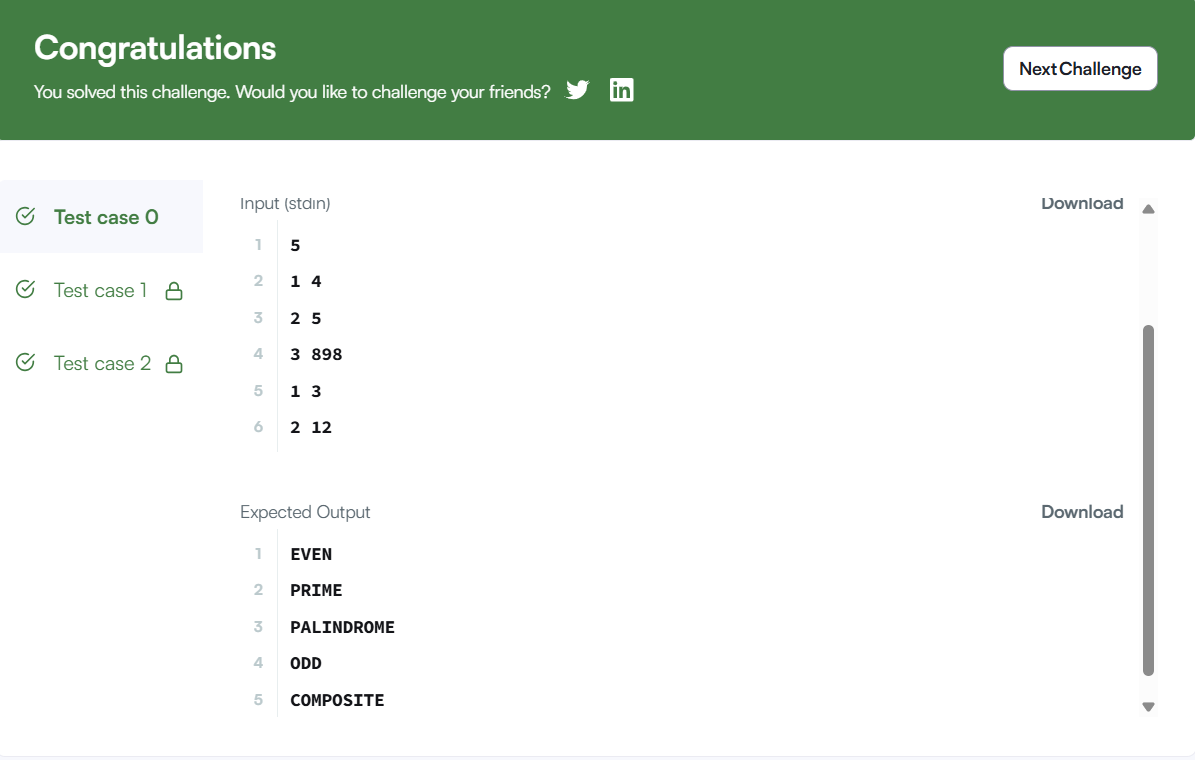 Congratulations
You solved this challenge. Would you like to challenge your friends?
in
Next Challenge
Test case 0
Test case 1
Test case 2
Input (stdin)
Download
1 5
2 1 4
3 2 5
4 3 898
5 1 3
6 2 12
Expected Output
Download
1 EVEN
2 PRIME
3 PALINDROME
4 ODD
5 COMPOSITE